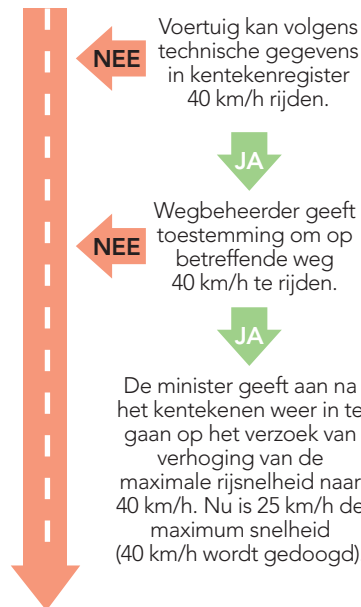 Voertuig kan volgens
technische gegevens
in kentekenregister
40 km/h rijden.
NEE
JA
Wegbeheerder geeft
toestemming om op
betreffende weg
40 km/h te rijden.
NEE
JA
De minister geeft aan na
het kentekenen weer in te
gaan op het verzoek van
verhoging van de
maximale rijsnelheid naar
40 km/h. Nu is 25 km/h de
maximum snelheid
(40 km/h wordt gedoogd)